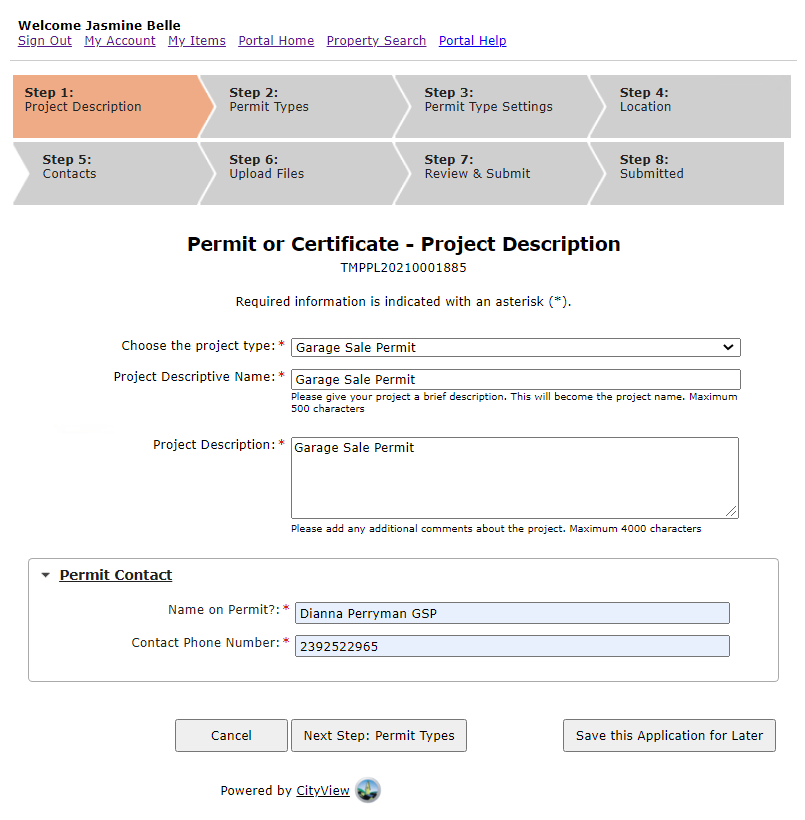 Welcome Jasmine Belle
Sign Out My Account My Items Portal Home Property Search Portal Help
Step 1: Step 2: Step 3: Step 4:
Project Description Permit Types Permit Type Settings Location
Step 5: Step 6: Step 7: Step 8:
Contacts Upload Files Review & Submit Submitted
Permit or Certificate - Project Description
TMPPL20210001885
Required information is indicated with an asterisk (*).
Choose the project type: * Garage Sale Permit
Project Descriptive Name: * Garage Sale Permit
Please give your project a brief description. This will become the project name. Maximum
500 characters
Project Description: * Garage Sale Permit
Please add any additional comments about the project. Maximum 4000 characters
Permit Contact
Name on Permit?: * Dianna Perryman GSP
Contact Phone Number: * 2392522965
Cancel Next Step: Permit Types Save this Application for Later
Powered by CityView